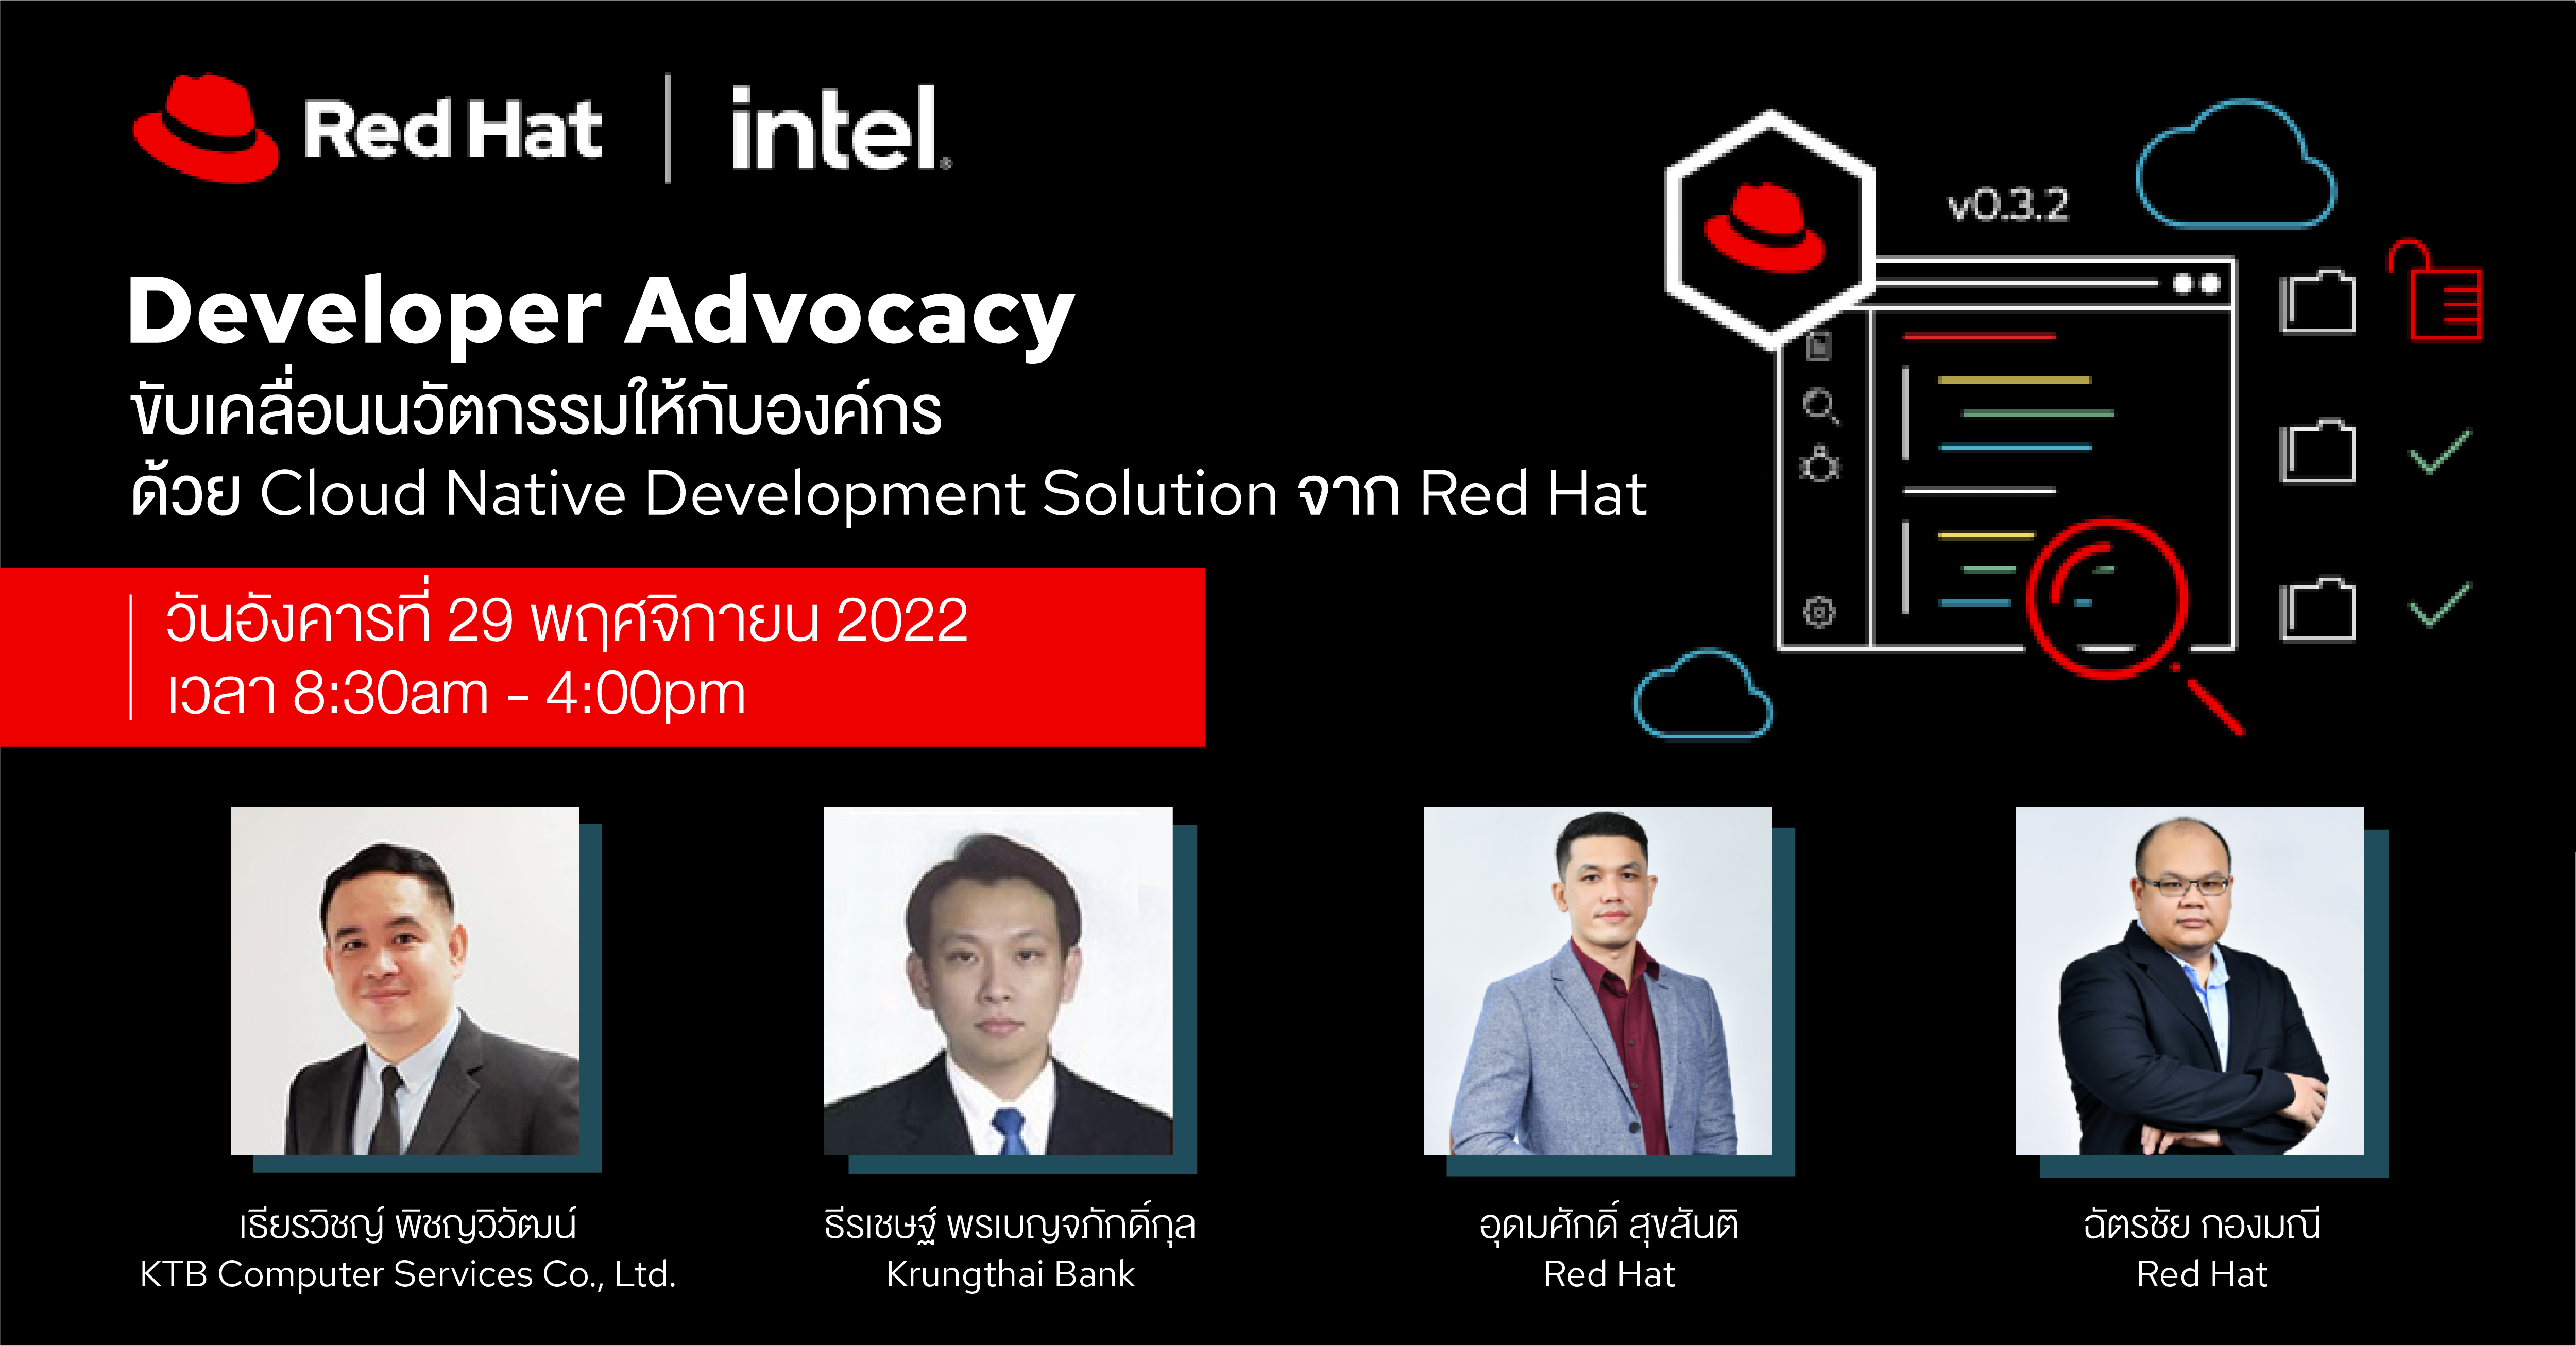 Red Hat
intel.
Developer Advocacy
ขับเคลื่อนนวัตกรรมให้กับองค์กร
ด้วย Cloud Native Development Solution จาก Red Hat
วันอังคารที่ 29 พฤศจิกายน 2022
เวลา 8:30am - 4:00pm
v0.3.2
เธียรวิชญ์ พิชญวิวัฒน์
KTB Computer Services Co., Ltd.
ธีรเชษฐ์ พรเบญจภักดิ์กุล
Krungthai Bank
อุดมศักดิ์ สุขสันติ
Red Hat
ฉัตรชัย กองมณี
Red Hat